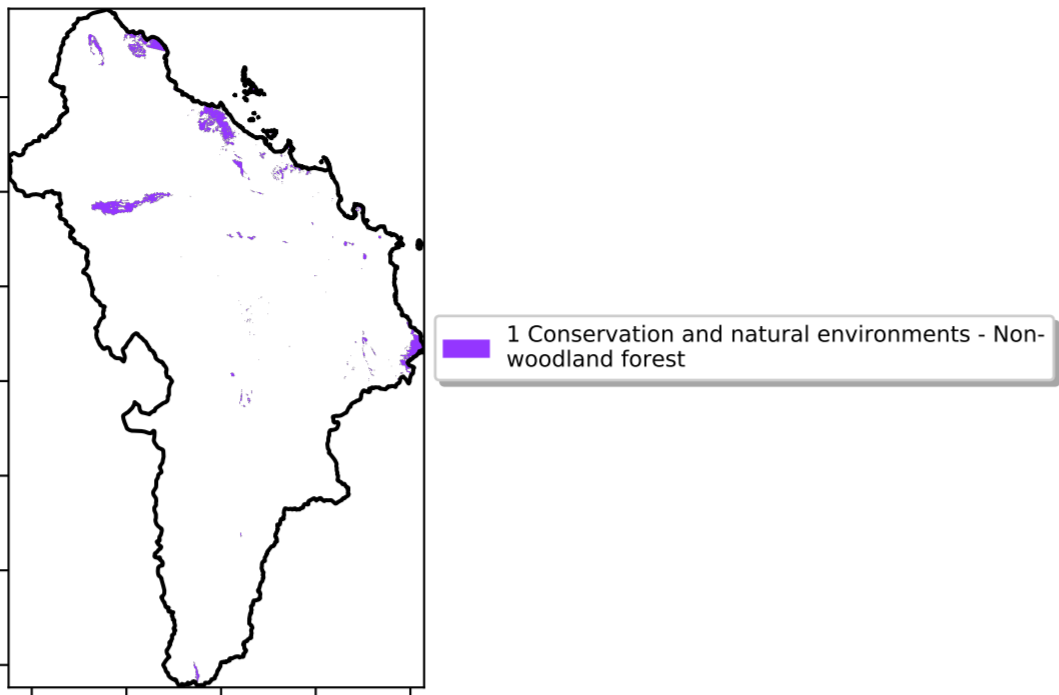 1 Conservation and natural environments - Non-
woodland forest